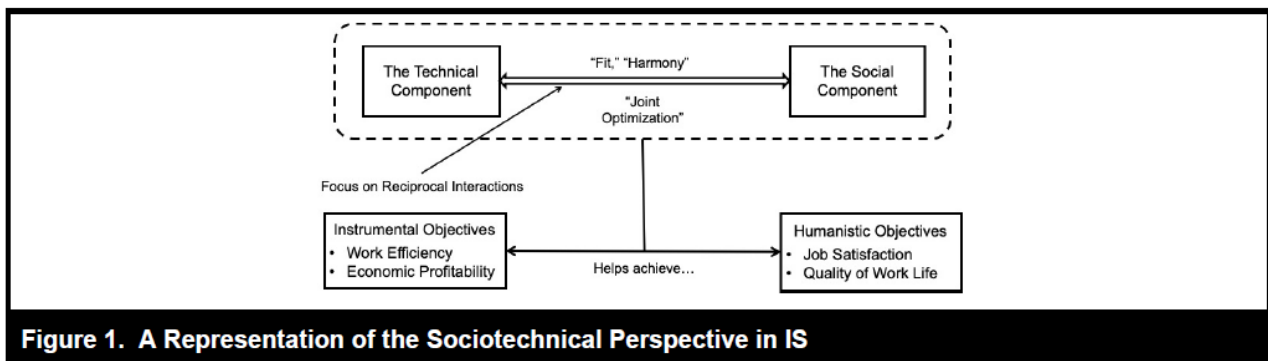 The Technical
Component
"Fit," "Harmony"
"Joint
Optimization"
The Social
Component
Focus on Reciprocal Interactions
Instrumental Objectives
• Work Efficiency
• Economic Profitability
Helps achieve…
Humanistic Objectives
• Job Satisfaction
• Quality of Work Life
Figure 1. A Representation of the Sociotechnical Perspective in IS